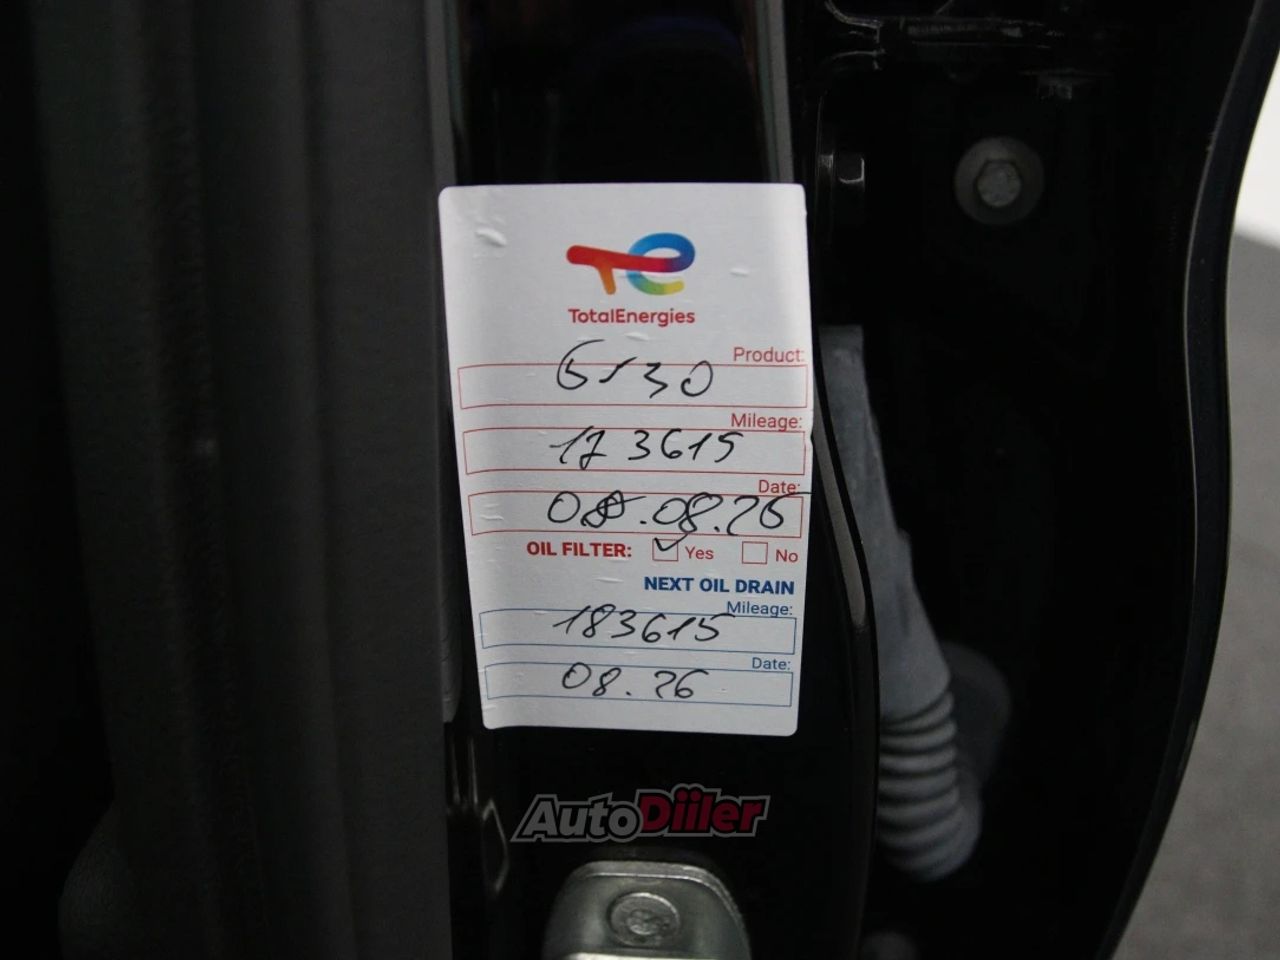 TotalEnergies
Product:
5/30
Mileage:
173615
Date:
08.08.25
OIL FILTER: Yes No
NEXT OIL DRAIN
Mileage:
183615
Date:
08.26
AutoDiiler